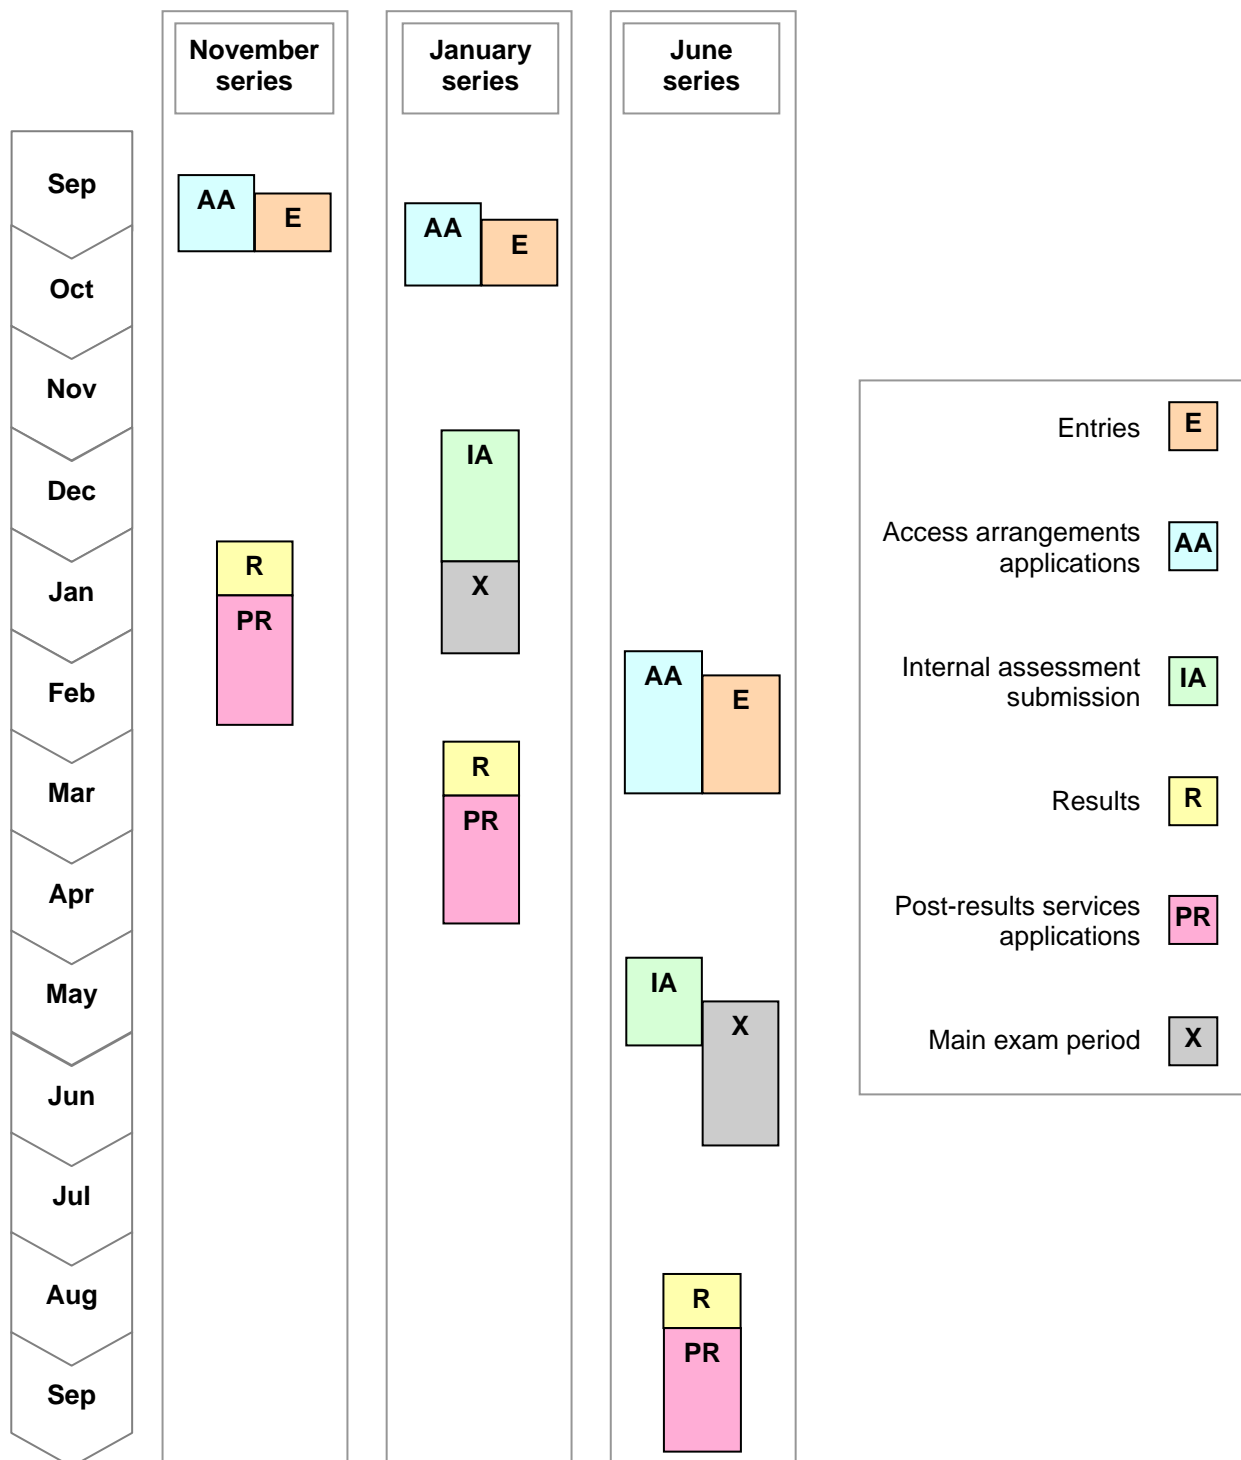 November
series
January
series
June
series
Sep
Oct
Nov
Dec
Jan
Feb
Mar
Apr
May
Jun
Jul
Aug
Sep
AA
E
R
PR
AA
E
IA
X
R
PR
AA
E
IA
X
R
PR
Entries
E
Access arrangements
applications
AA
Internal assessment
submission
IA
Results
R
Post-results services
applications
PR
Main exam period
X